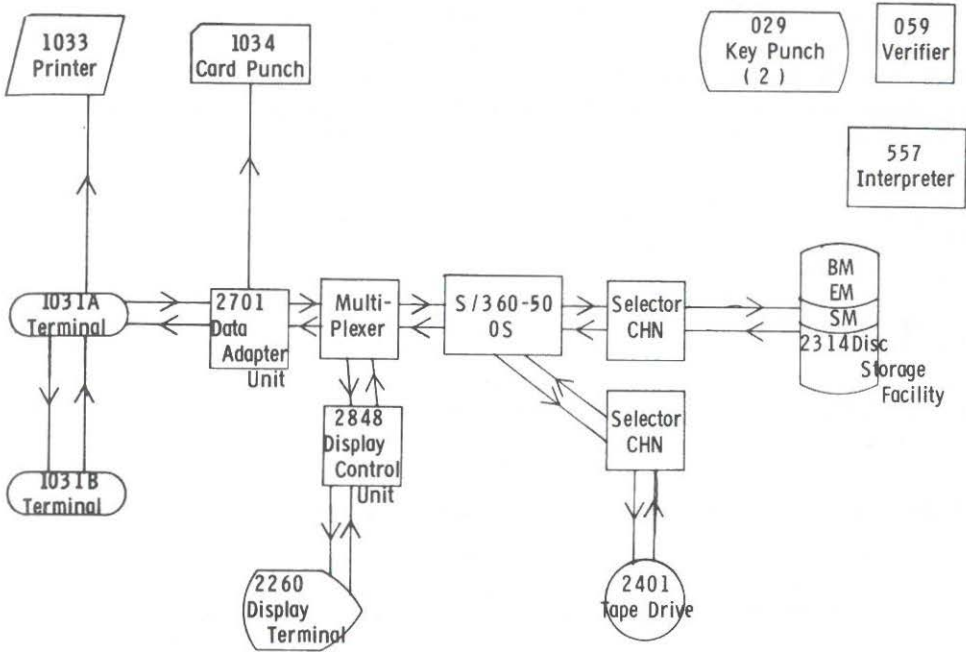 1033
Printer
1034
Card Punch
029
Key Punch
( 2 )
059
Verifier
557
Interpreter
1031A
Terminal
2701
Data
Adapter
Unit
Multi-
Plexer
S/360-50
OS
Selector
CHN
BM
EM
SM
2314 Disc
Storage
Facility
2848
Display
Control
Unit
Selector
CHN
1031B
Terminal
2260
Display
Terminal
2401
Tape Drive